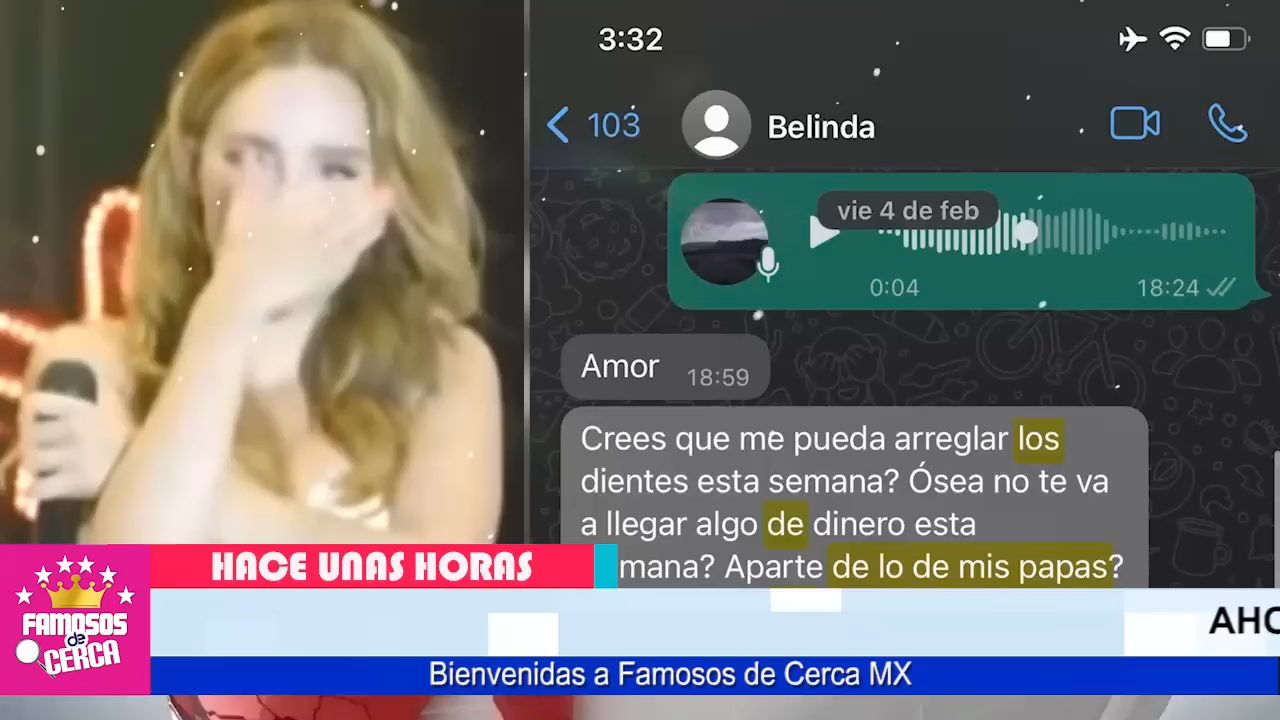 3:32
103
Belinda
vie 4 de feb
0:04
18:24
Amor
18:59
Crees que me pueda arreglar los
dientes esta semana? Ósea no te va
a llegar algo de dinero esta
mana? Aparte de lo de mis papas?
HACE UNAS HORAS
FAMOSOS
de
CERCA
AHO
Bienvenidas a Famosos de Cerca MX